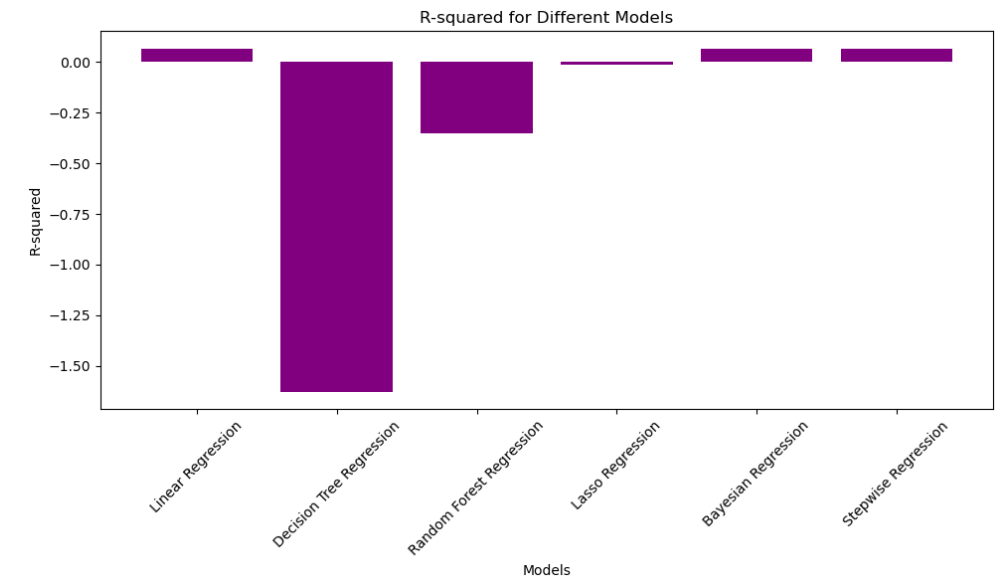 R-squared for Different Models
R-squared
0.00
−0.25
−0.50
−0.75
−1.00
−1.25
−1.50
Linear Regression
Decision Tree Regression
Random Forest Regression
Lasso Regression
Bayesian Regression
Stepwise Regression
Models